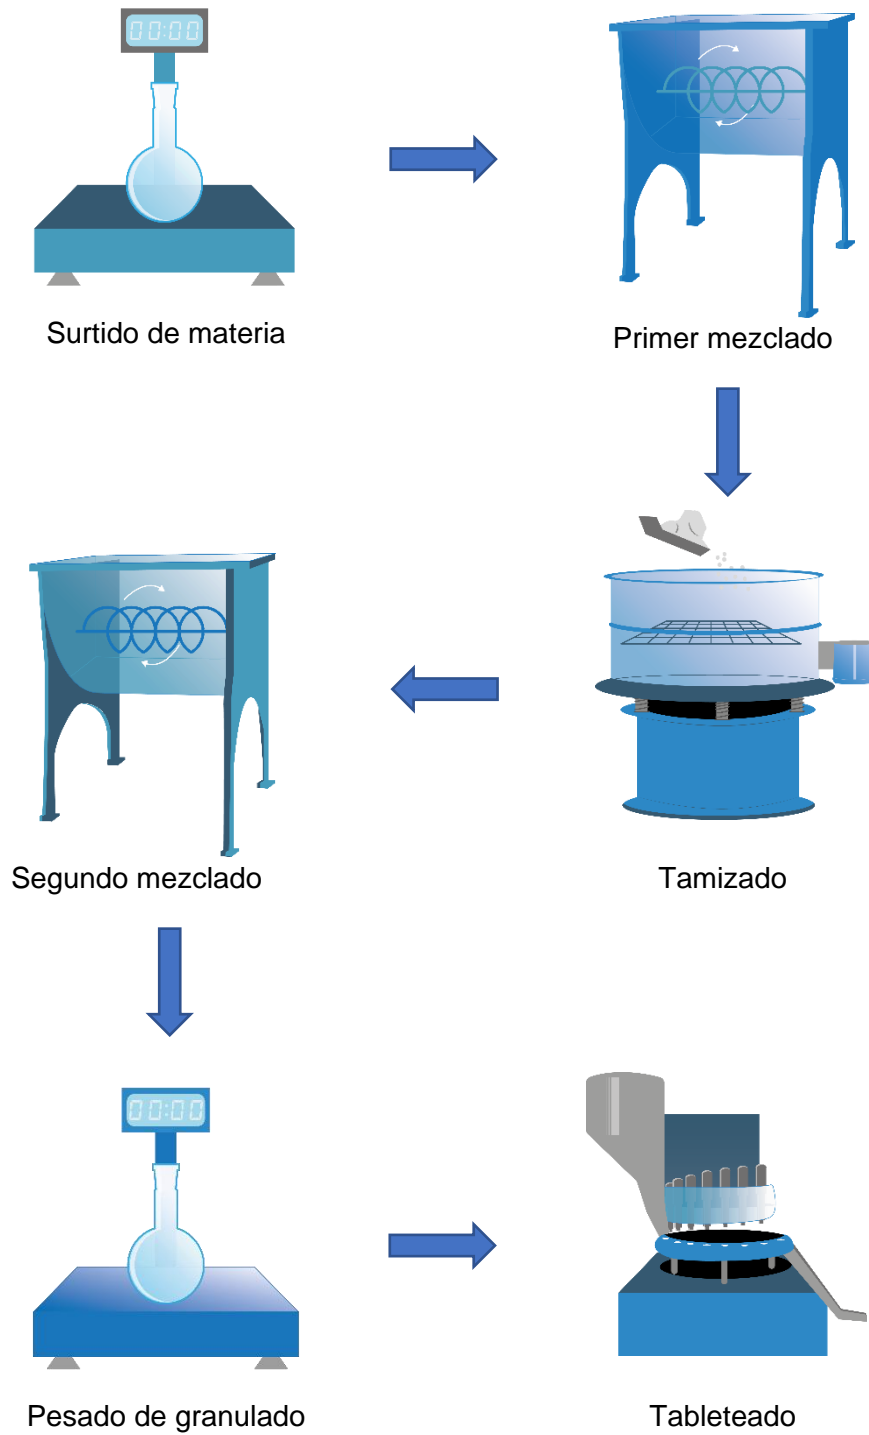 00:00
Surtido de materia
Primer mezclado
Tamizado
Segundo mezclado
00:00
Pesado de granulado
Tableteado